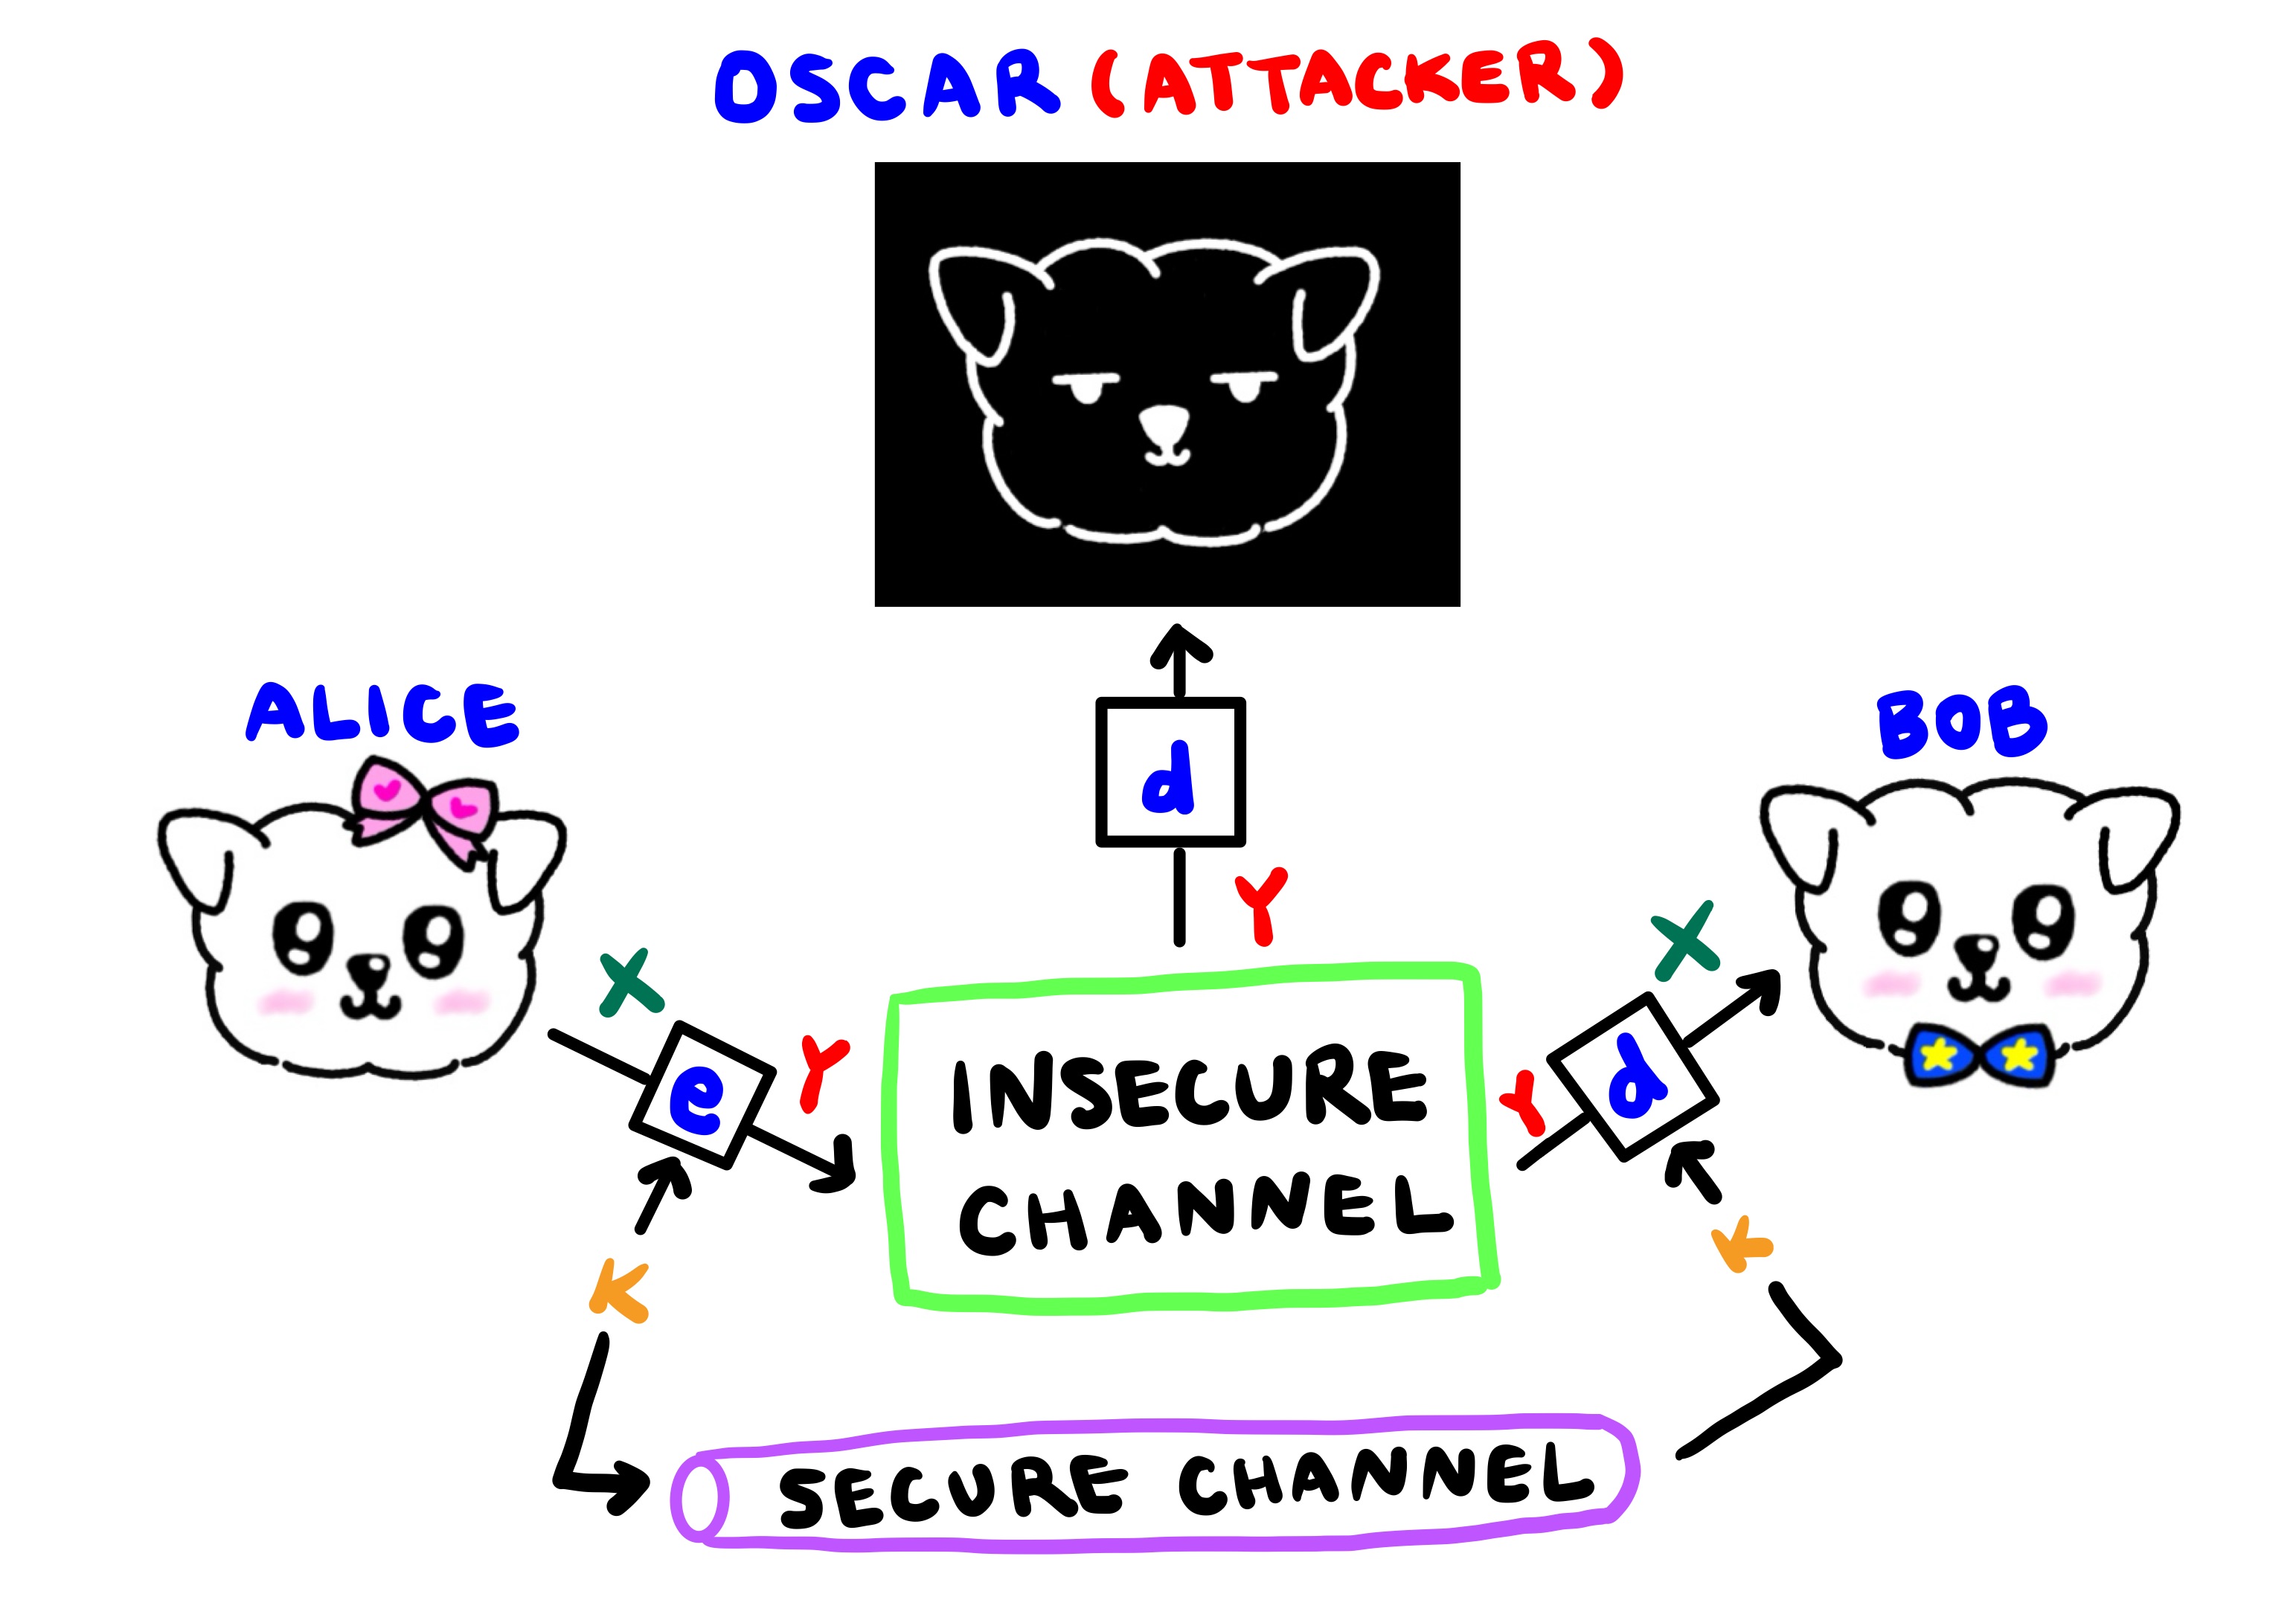 OSCAR (ATTACKER)
ALICE
BOB
d
Y
X
X
e
Y
INSECURE
CHANNEL
Y
d
K
K
SECURE CHANNEL